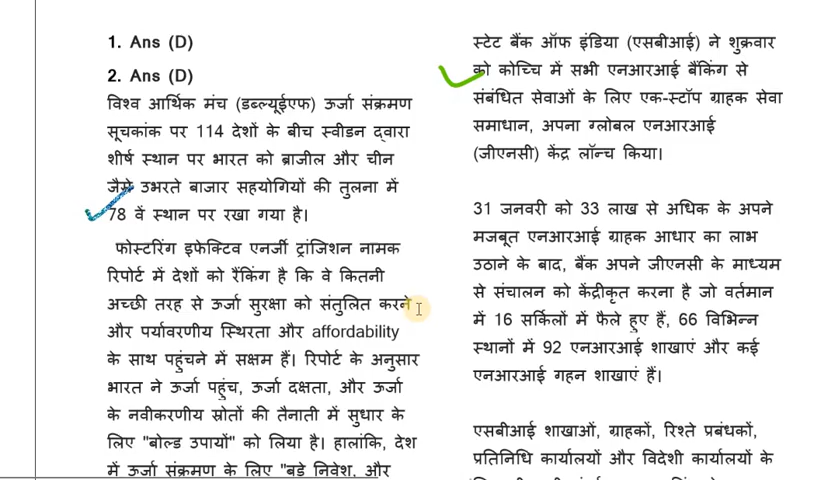 1. Ans (D)
2. Ans (D)
विश्व आर्थिक मंच (डब्ल्यूईएफ) ऊर्जा संक्रमण
सूचकांक पर 114 देशों के बीच स्वीडन द्वारा
शीर्ष स्थान पर भारत को ब्राजील और चीन
जैसे उभरते बाजार सहयोगियों की तुलना में
78 वें स्थान पर रखा गया है।
फोस्टरिंग इफेक्टिव एनर्जी ट्रांजिशन नामक
रिपोर्ट में देशों को रैंकिंग है कि वे कितनी
अच्छी तरह से ऊर्जा सुरक्षा को संतुलित करने
और पर्यावरणीय स्थिरता और affordability
के साथ पहुंचने में सक्षम हैं। रिपोर्ट के अनुसार
भारत ने ऊर्जा पहुंच, ऊर्जा दक्षता, और ऊर्जा
के नवीकरणीय स्रोतों की तैनाती में सुधार के
लिए "बोल्ड उपायों" को लिया है। हालांकि, देश
में ऊर्जा संक्रमण के लिए "बड़े निवेश, और
स्टेट बैंक ऑफ इंडिया (एसबीआई) ने शुक्रवार
को कोच्चि में सभी एनआरआई बैंकिंग से
संबंधित सेवाओं के लिए एक-स्टॉप ग्राहक सेवा
समाधान, अपना ग्लोबल एनआरआई
(जीएनसी) केंद्र लॉन्च किया।
31 जनवरी को 33 लाख से अधिक के अपने
मजबूत एनआरआई ग्राहक आधार का लाभ
उठाने के बाद, बैंक अपने जीएनसी के माध्यम
से संचालन को केंद्रीकृत करना है जो वर्तमान
में 16 सर्किलों में फैले हुए हैं, 66 विभिन्न
स्थानों में 92 एनआरआई शाखाएं और कई
एनआरआई गहन शाखाएं हैं।
एसबीआई शाखाओं, ग्राहकों, रिश्ते प्रबंधकों,
प्रतिनिधि कार्यालयों और विदेशी कार्यालयों के